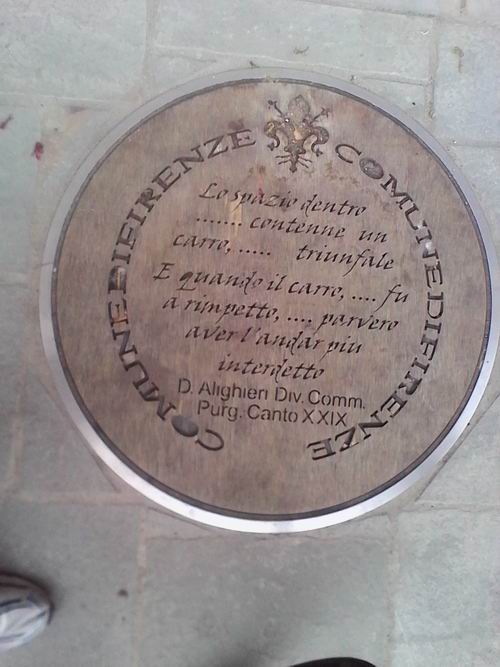 COMUNEDIFIRENZE
COMUNEDIFIRENZE
Lo spazio dentro
....... contenne un
carro, ..... triunfale
E quando il carro, .... fu
a rimpetto, .... parvero
aver l'andar piu
interdetto
D. Alighieri Div. Comm.
Purg. Canto XXIX